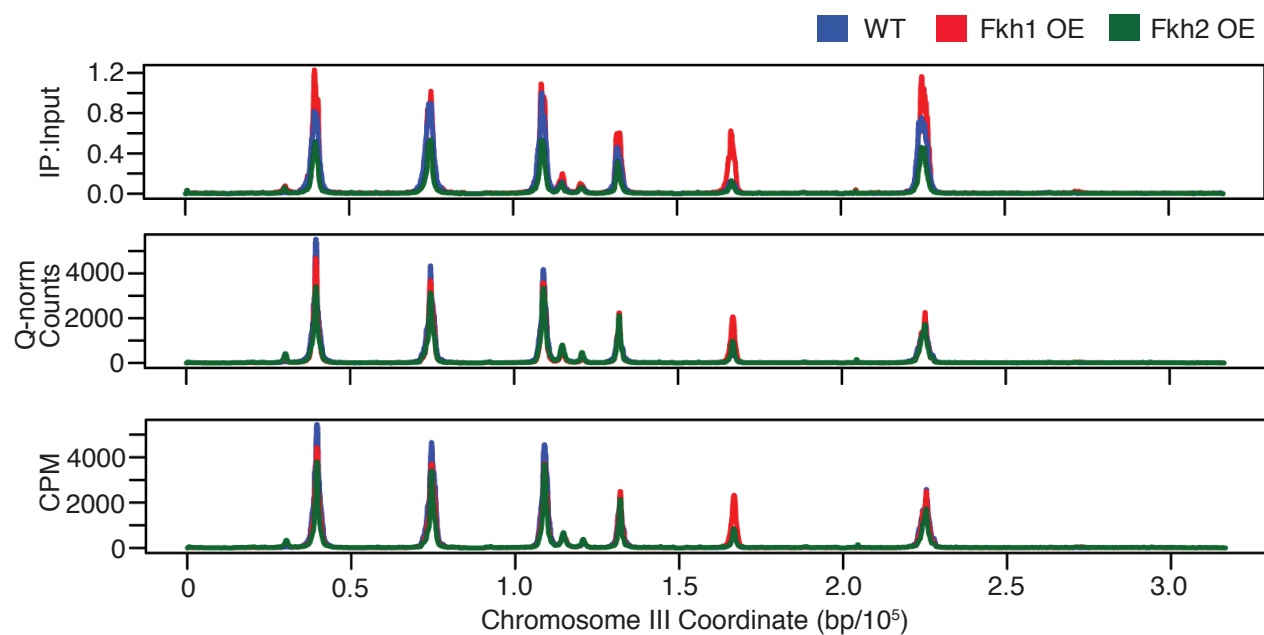 WT Fkh1 OE Fkh2 OE
IP:Input
1.2
0.8
0.4
0.0
Q-norm
Counts
4000
2000
0
CPM
4000
2000
0
0 0.5 1.0 1.5 2.0 2.5 3.0
Chromosome III Coordinate (bp/10⁵)